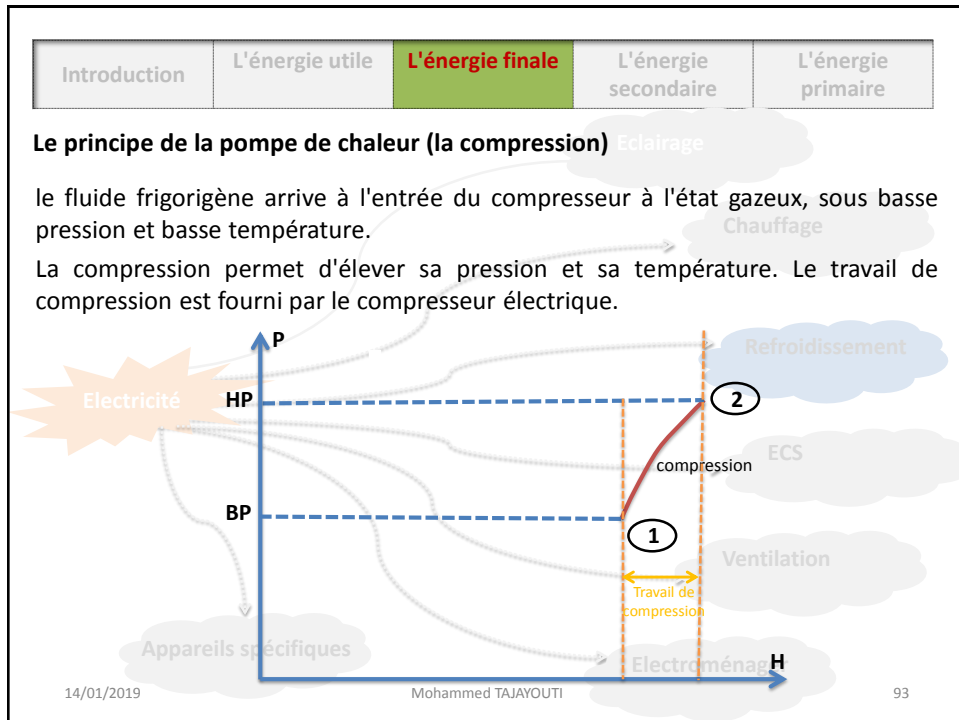 Introduction
L'énergie utile
L'énergie finale
L'énergie
secondaire
L'énergie
primaire
Le principe de la pompe de chaleur (la compression)
Eclairage
le fluide frigorigène arrive à l'entrée du compresseur à l'état gazeux, sous basse
pression et basse température.
Chauffage
La compression permet d'élever sa pression et sa température. Le travail de
compression est fourni par le compresseur électrique.
P
Refroidissement
Electricité
HP
2
ECS
compression
BP
1
Ventilation
Travail de
compression
Appareils spécifiques
Electroménager
H
14/01/2019
Mohammed TAJAYOUTI
93